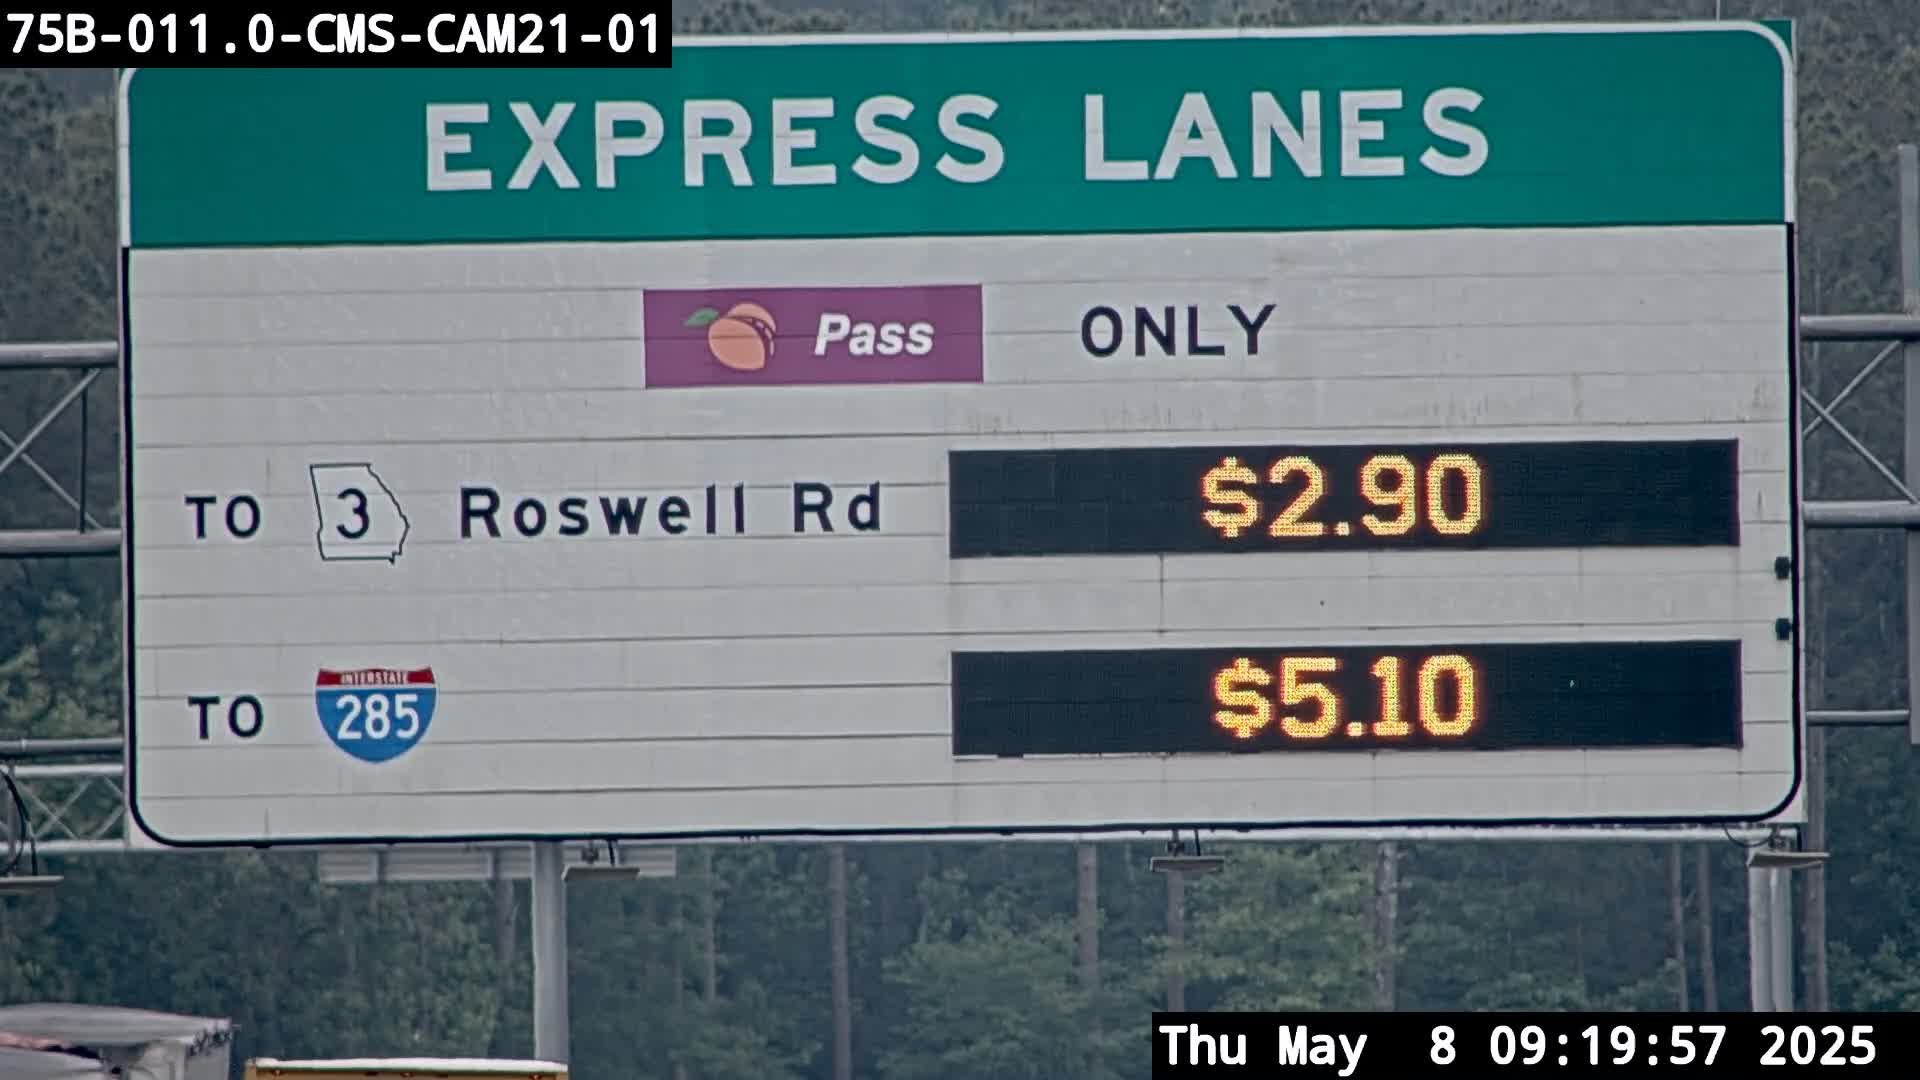 75B-011.0-CMS-CAM21-01
EXPRESS LANES
Pass ONLY
TO 3 Roswell Rd $2.90
TO INTERSTATE 285 $5.10
Thu May 8 09:19:57 2025